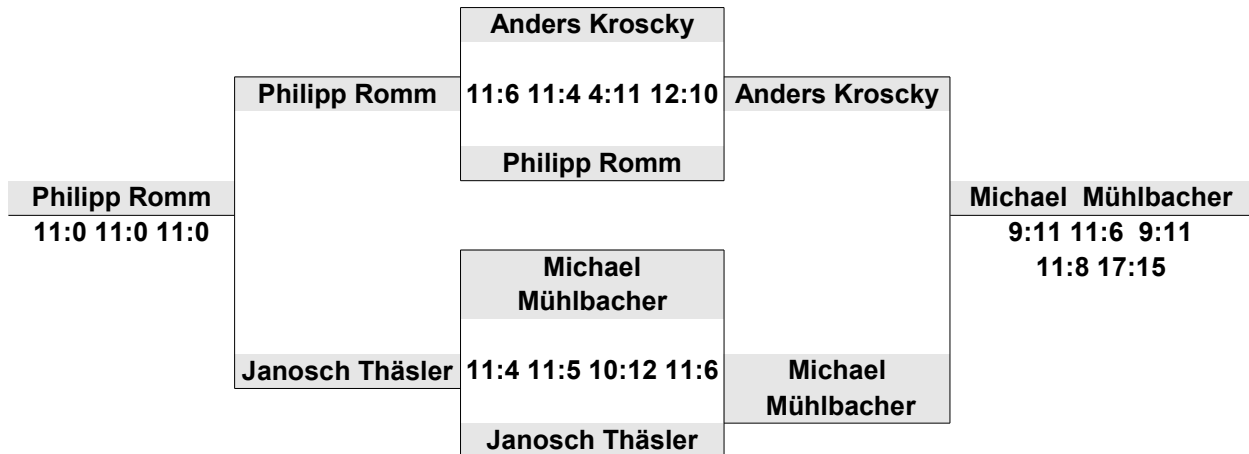 Anders Kroscky
Philipp Romm 11:6 11:4 4:11 12:10 Anders Kroscky
Philipp Romm
Philipp Romm Michael Mühlbacher
11:0 11:0 11:0 9:11 11:6 9:11
Michael 11:8 17:15
Mühlbacher
Janosch Thäsler 11:4 11:5 10:12 11:6 Michael
Mühlbacher
Janosch Thäsler